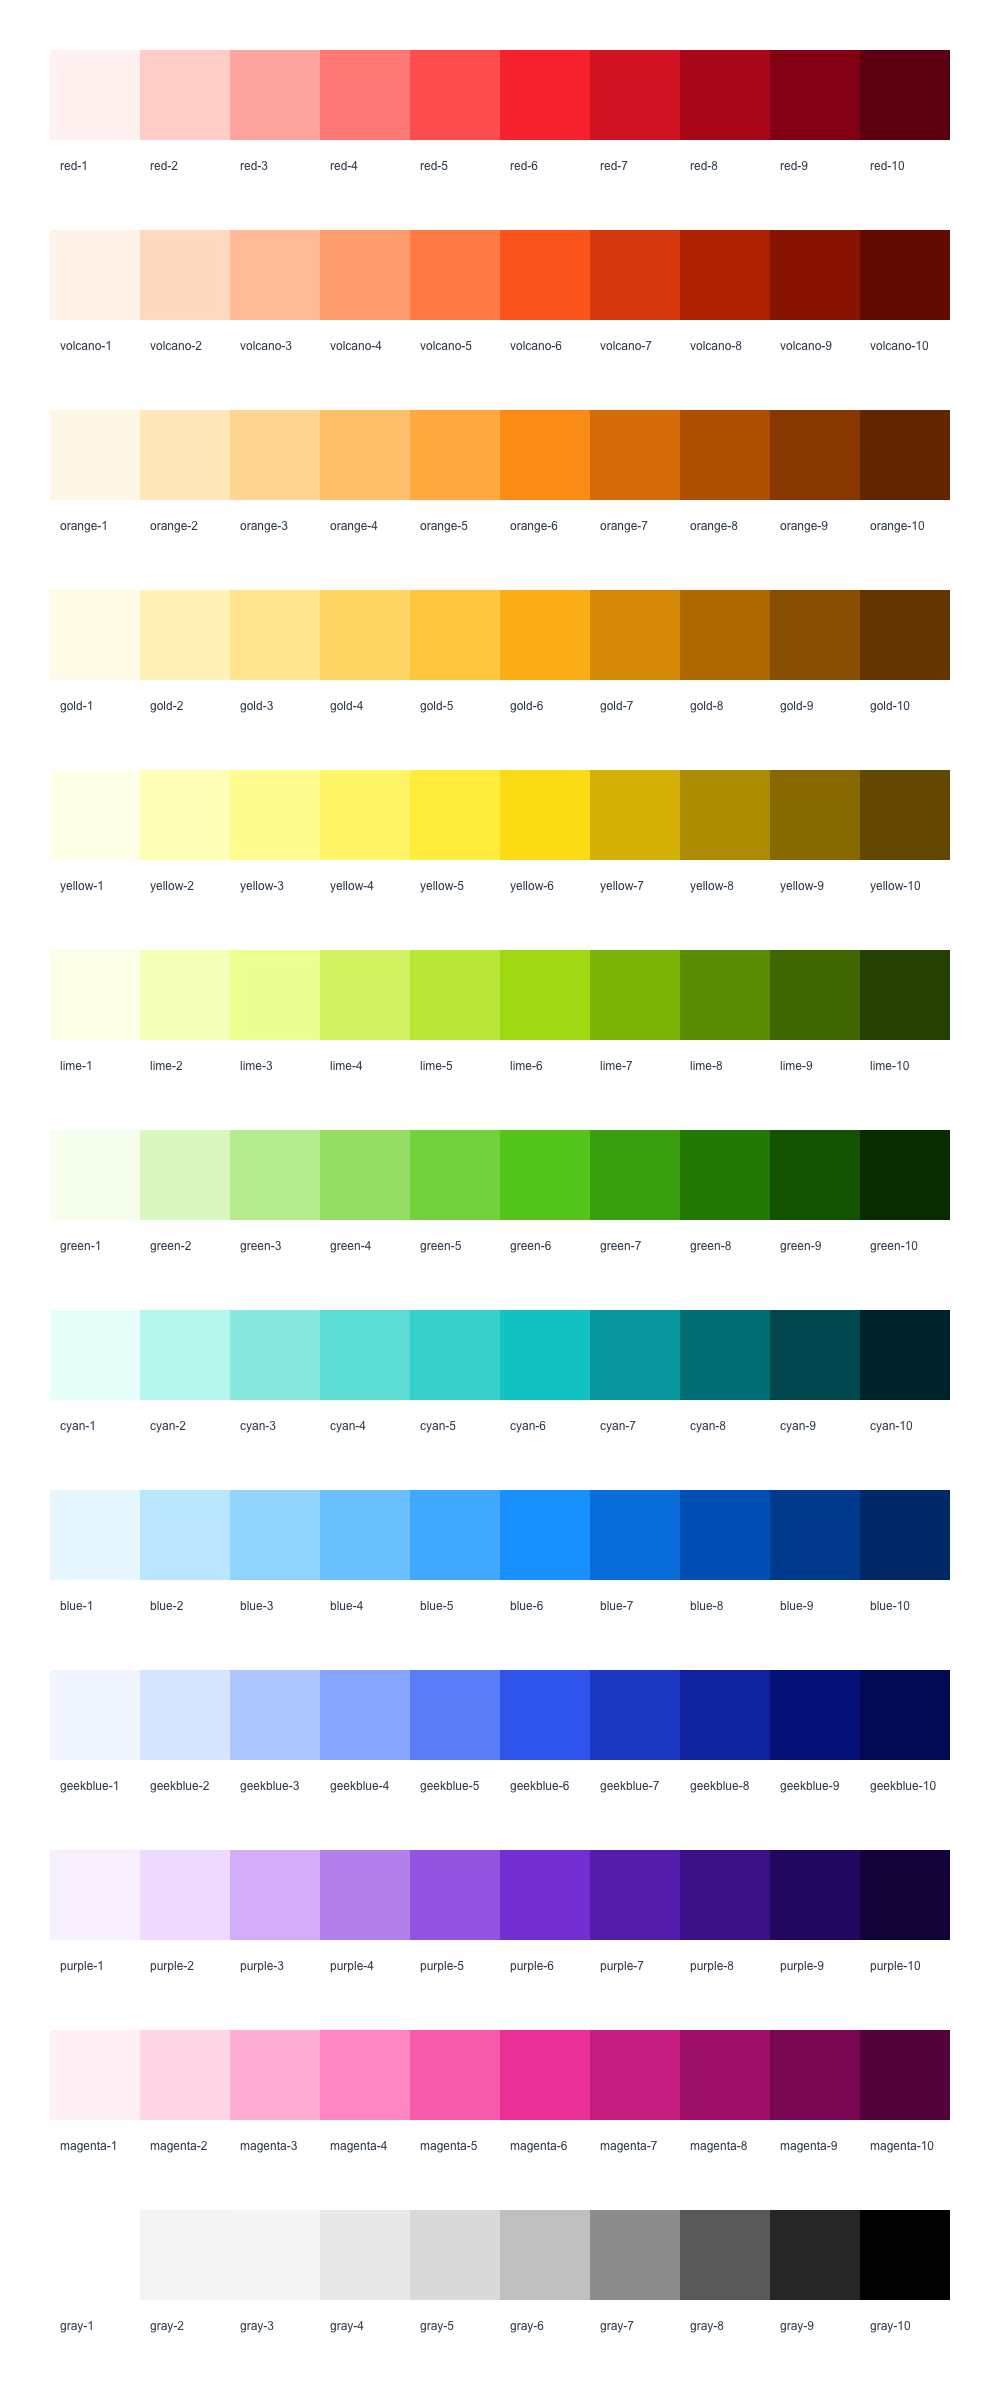 red-1 red-2 red-3 red-4 red-5 red-6 red-7 red-8 red-9 red-10
volcano-1 volcano-2 volcano-3 volcano-4 volcano-5 volcano-6 volcano-7 volcano-8 volcano-9 volcano-10
orange-1 orange-2 orange-3 orange-4 orange-5 orange-6 orange-7 orange-8 orange-9 orange-10
gold-1 gold-2 gold-3 gold-4 gold-5 gold-6 gold-7 gold-8 gold-9 gold-10
yellow-1 yellow-2 yellow-3 yellow-4 yellow-5 yellow-6 yellow-7 yellow-8 yellow-9 yellow-10
lime-1 lime-2 lime-3 lime-4 lime-5 lime-6 lime-7 lime-8 lime-9 lime-10
green-1 green-2 green-3 green-4 green-5 green-6 green-7 green-8 green-9 green-10
cyan-1 cyan-2 cyan-3 cyan-4 cyan-5 cyan-6 cyan-7 cyan-8 cyan-9 cyan-10
blue-1 blue-2 blue-3 blue-4 blue-5 blue-6 blue-7 blue-8 blue-9 blue-10
geekblue-1 geekblue-2 geekblue-3 geekblue-4 geekblue-5 geekblue-6 geekblue-7 geekblue-8 geekblue-9 geekblue-10
purple-1 purple-2 purple-3 purple-4 purple-5 purple-6 purple-7 purple-8 purple-9 purple-10
magenta-1 magenta-2 magenta-3 magenta-4 magenta-5 magenta-6 magenta-7 magenta-8 magenta-9 magenta-10
gray-1 gray-2 gray-3 gray-4 gray-5 gray-6 gray-7 gray-8 gray-9 gray-10